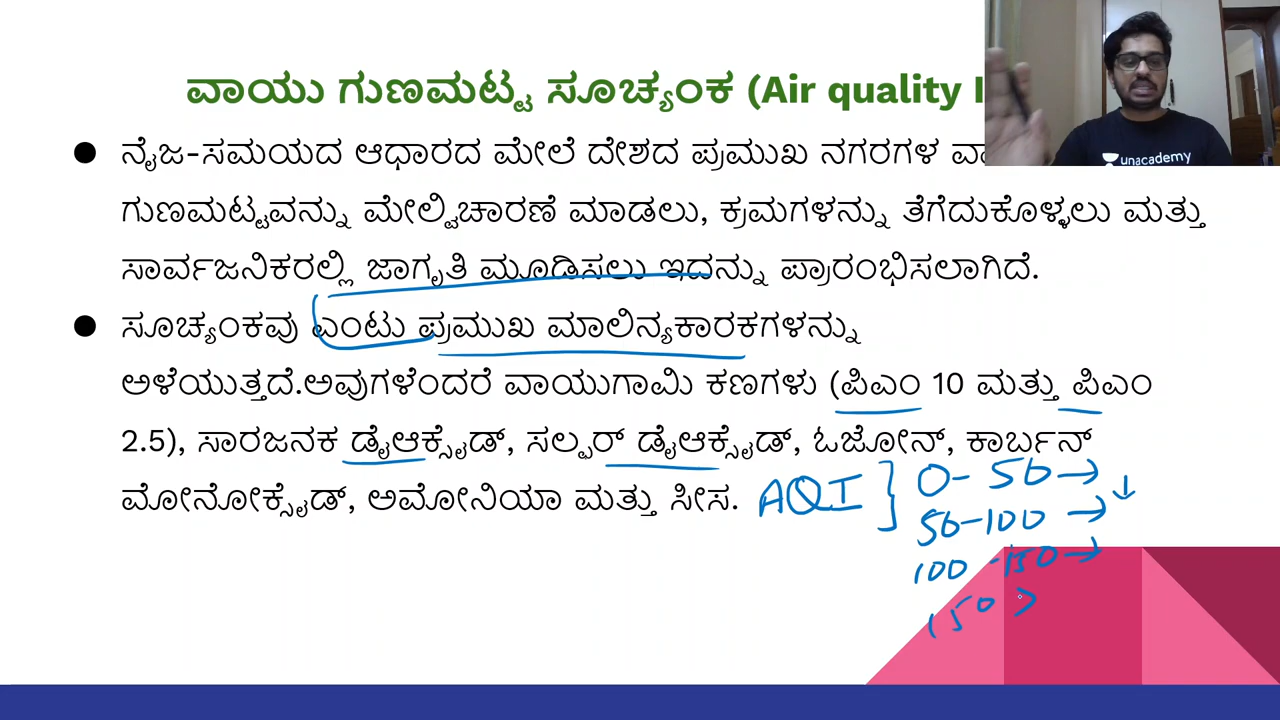 ವಾಯು ಗುಣಮಟ್ಟ ಸೂಚ್ಯಂಕ (Air quality
unacademy
● ನೈಜ-ಸಮಯದ ಆಧಾರದ ಮೇಲೆ ದೇಶದ ಪ್ರಮುಖ ನಗರಗಳ
ಗುಣಮಟ್ಟವನ್ನು ಮೇಲ್ವಿಚಾರಣೆ ಮಾಡಲು, ಕ್ರಮಗಳನ್ನು ತೆಗೆದುಕೊಳ್ಳಲು ಮತ್ತು
ಸಾರ್ವಜನಿಕರಲ್ಲಿ ಜಾಗೃತಿ ಮೂಡಿಸಲು ಇದನ್ನು ಪ್ರಾರಂಭಿಸಲಾಗಿದೆ.
● ಸೂಚ್ಯಂಕವು ಎಂಟು ಪ್ರಮುಖ ಮಾಲಿನ್ಯಕಾರಕಗಳನ್ನು
ಅಳೆಯುತ್ತದೆ.ಅವುಗಳೆಂದರೆ ವಾಯುಗಾಮಿ ಕಣಗಳು (ಪಿಎಂ 10 ಮತ್ತು ಪಿಎಂ
2.5), ಸಾರಜನಕ ಡೈಆಕ್ಸೈಡ್, ಸಲ್ಫರ್ ಡೈಆಕ್ಸೈಡ್, ಓಜೋನ್, ಕಾರ್ಬನ್
ಮೋನೋಕ್ಸೈಡ್, ಅಮೋನಿಯಾ ಮತ್ತು ಸೀಸ.
AQI } 0-50 →
50-100 → ↓
100-150 →
150 >